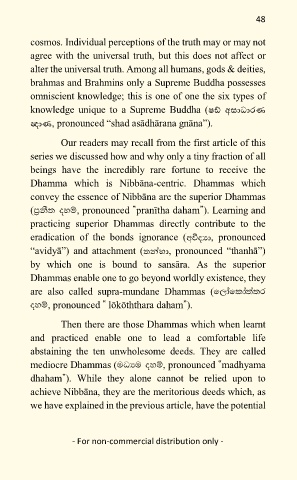 48
cosmos. Individual perceptions of the truth may or may not
agree with the universal truth, but this does not affect or
alter the universal truth. Among all humans, gods & deities,
brahmas and Brahmins only a Supreme Buddha possesses
omniscient knowledge; this is one of one the six types of
knowledge unique to a Supreme Buddha (ෂඩ් අසාධාරණ
ඥාණ, pronounced “shad asādhārana gnāna”).
Our readers may recall from the first article of this
series we discussed how and why only a tiny fraction of all
beings have the incredibly rare fortune to receive the
Dhamma which is Nibbāna-centric. Dhammas which
convey the essence of Nibbāna are the superior Dhammas
(ප්‍රනීත දහම්, pronounced "pranītha daham"). Learning and
practicing superior Dhammas directly contribute to the
eradication of the bonds ignorance (අවිද්‍යා, pronounced
“avidyā”) and attachment (තන්හා, pronounced “thanhā”)
by which one is bound to sansāra. As the superior
Dhammas enable one to go beyond worldly existence, they
are also called supra-mundane Dhammas (ලෝකෝත්තර
දහම්, pronounced " lōkōththara daham").
Then there are those Dhammas which when learnt
and practiced enable one to lead a comfortable life
abstaining the ten unwholesome deeds. They are called
mediocre Dhammas (මධ්‍යම දහම්, pronounced "madhyama
dhaham"). While they alone cannot be relied upon to
achieve Nibbāna, they are the meritorious deeds which, as
we have explained in the previous article, have the potential
- For non-commercial distribution only -